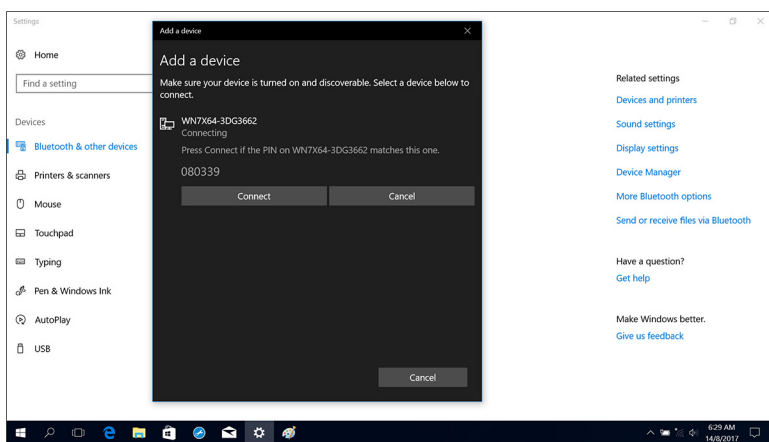 Settings
Home
Find a setting
Devices
Bluetooth & other devices
Printers & scanners
Mouse
Touchpad
Typing
Pen & Windows Ink
AutoPlay
USB
Add a device
Add a device
Make sure your device is turned on and discoverable. Select a device below to
connect.
WN7X64-3DG3662
Connecting
Press Connect if the PIN on WN7X64-3DG3662 matches this one.
080339
Connect Cancel
Cancel
Related settings
Devices and printers
Sound settings
Display settings
Device Manager
More Bluetooth options
Send or receive files via Bluetooth
Have a question?
Get help
Make Windows better.
Give us feedback
6:29 AM
14/8/2017